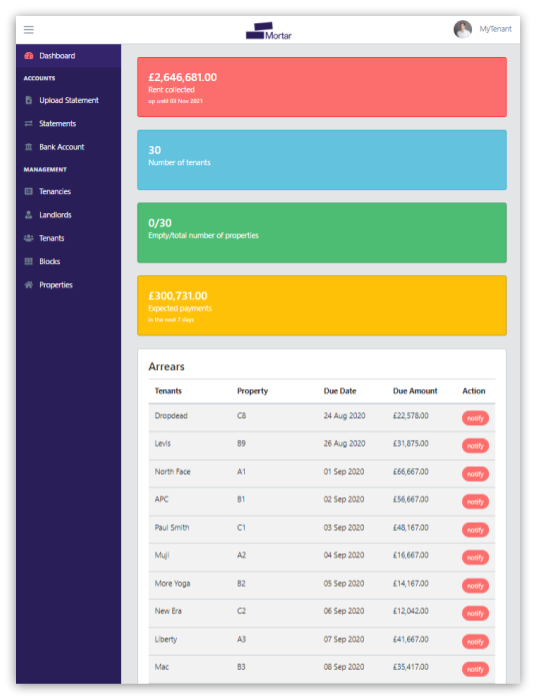 Mortar
MyTenant
Dashboard
ACCOUNTS
Upload Statement
Statements
Bank Account
MANAGEMENT
Tenancies
Landlords
Tenants
Blocks
Properties
£2,646,681.00
Rent collected
up until 03 Nov 2021
30
Number of tenants
0/30
Empty/total number of properties
£300,731.00
Expected payments
in the next 7 days
Arrears
Tenants Property Due Date Due Amount Action
Dropdead C8 24 Aug 2020 £22,578.00 notify
Levis B9 26 Aug 2020 £31,875.00 notify
North Face A1 01 Sep 2020 £66,667.00 notify
APC B1 02 Sep 2020 £56,667.00 notify
Paul Smith C1 03 Sep 2020 £48,167.00 notify
Muji A2 04 Sep 2020 £16,667.00 notify
More Yoga B2 05 Sep 2020 £14,167.00 notify
New Era C2 06 Sep 2020 £12,042.00 notify
Liberty A3 07 Sep 2020 £41,667.00 notify
Mac B3 08 Sep 2020 £35,417.00 notify